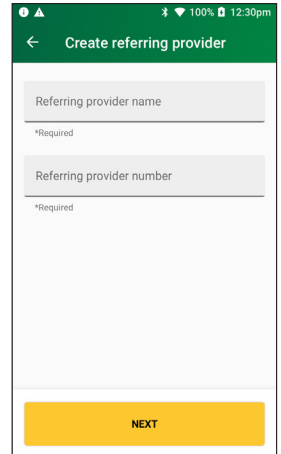 100% 12:30pm
Create referring provider
Referring provider name
*Required
Referring provider number
*Required
NEXT